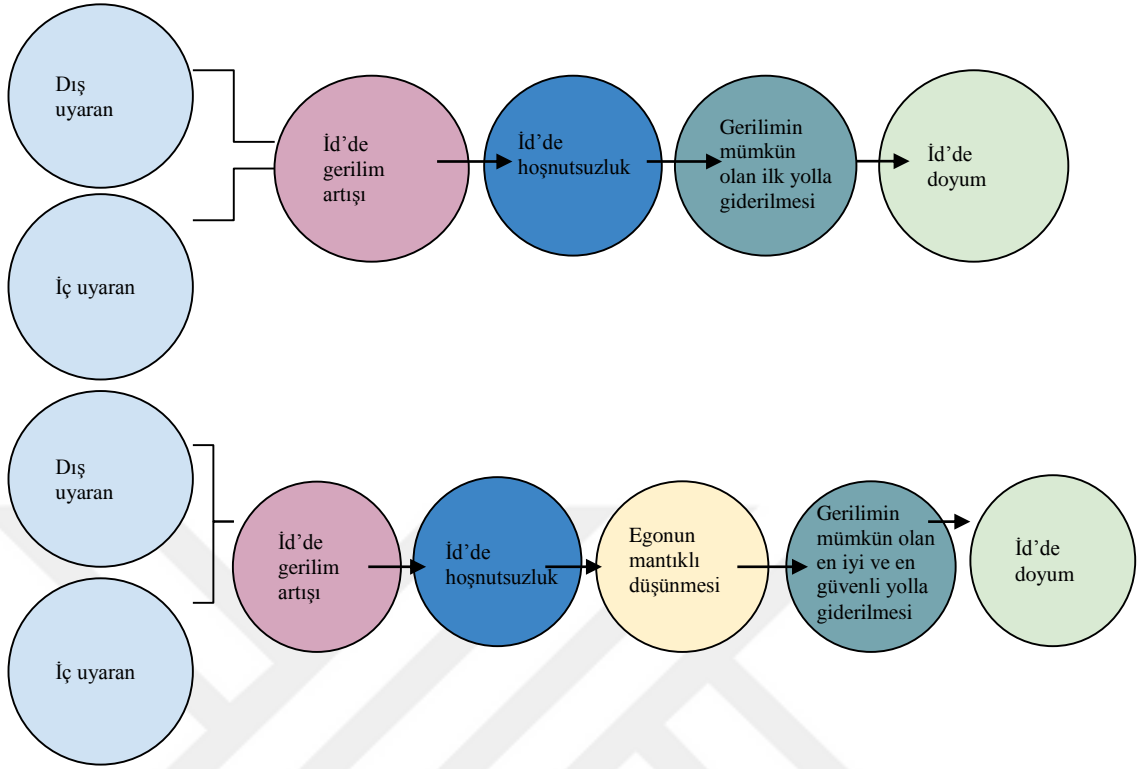 Dış
uyaran
İç uyaran
İd’de
gerilim
artışı
İd’de
hoşnutsuzluk
Gerilimin
mümkün
olan ilk yolla
giderilmesi
İd’de
doyum
Dış
uyaran
İç uyaran
İd’de
gerilim
artışı
İd’de
hoşnutsuzluk
Egonun
mantıklı
düşünmesi
Gerilimin
mümkün olan
en iyi ve en
güvenli yolla
giderilmesi
İd’de
doyum